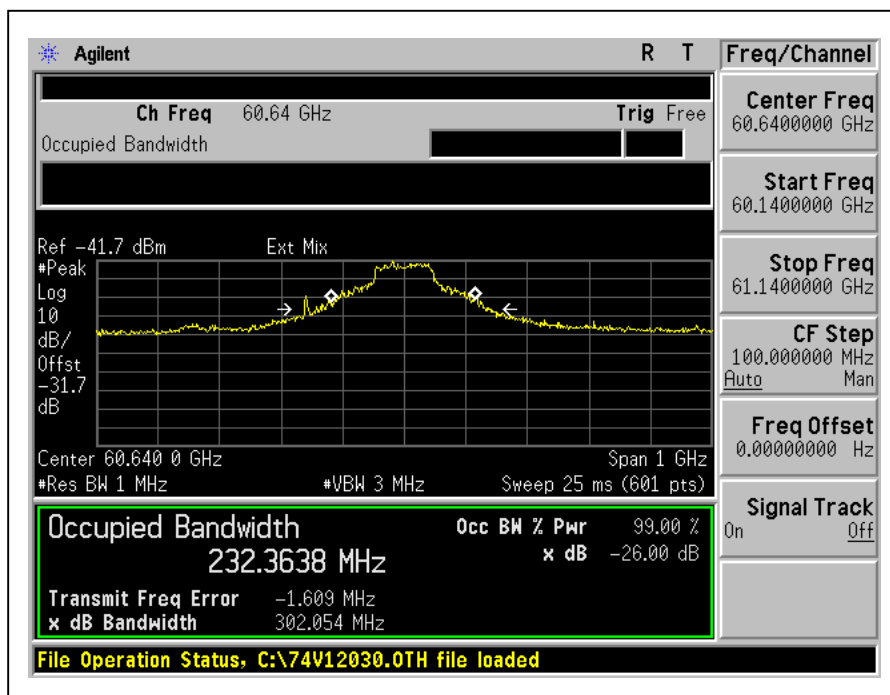 Agilent R T
Ch Freq 60.64 GHz Trig Free
Occupied Bandwidth
Ref -41.7 dBm Ext Mix
#Peak
Log
10
dB/
Offst
-31.7
dB
Center 60.640 0 GHz Span 1 GHz
#Res BW 1 MHz #VBW 3 MHz Sweep 25 ms (601 pts)
Occupied Bandwidth Occ BW % Pwr 99.00 %
232.3638 MHz x dB -26.00 dB
Transmit Freq Error -1.609 MHz
x dB Bandwidth 302.054 MHz
File Operation Status, C:\74V12030.OTH file loaded
Freq/Channel
Center Freq
60.6400000 GHz
Start Freq
60.1400000 GHz
Stop Freq
61.1400000 GHz
CF Step
100.000000 MHz
Auto Man
Freq Offset
0.00000000 Hz
Signal Track
On Off